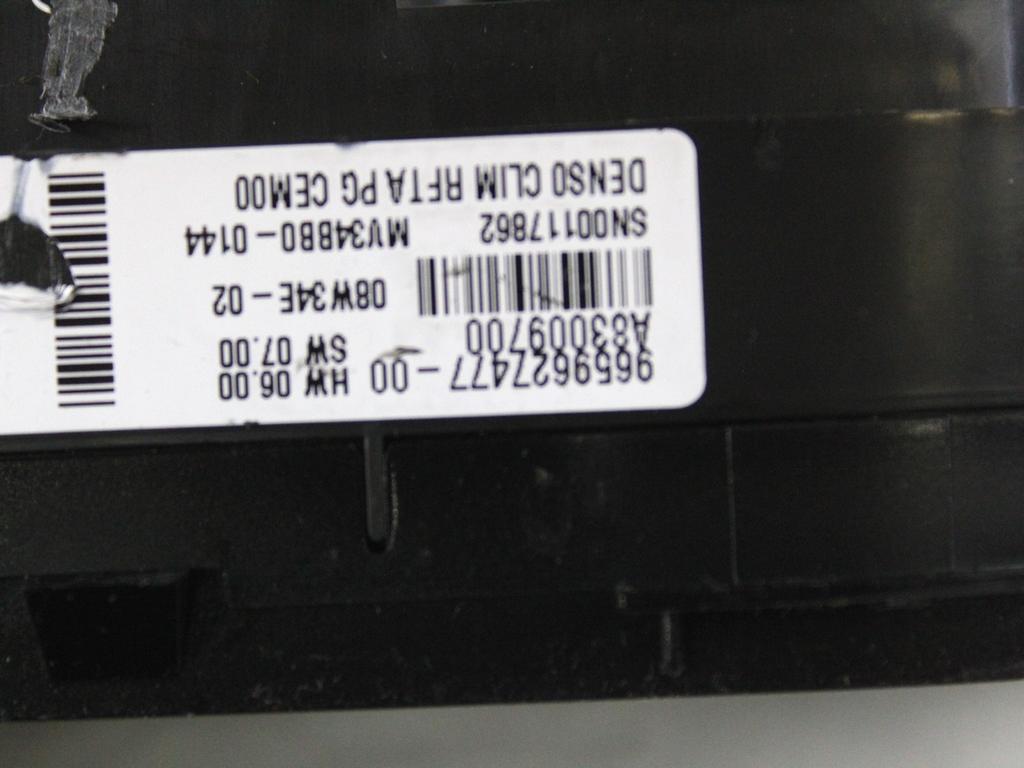 9659627477-00 HW 06.00
A83009700 SW 07.00
08W34E-02
SN00117862 MV34BB0-0144
DENSO CLIM RFTA PG CEM00